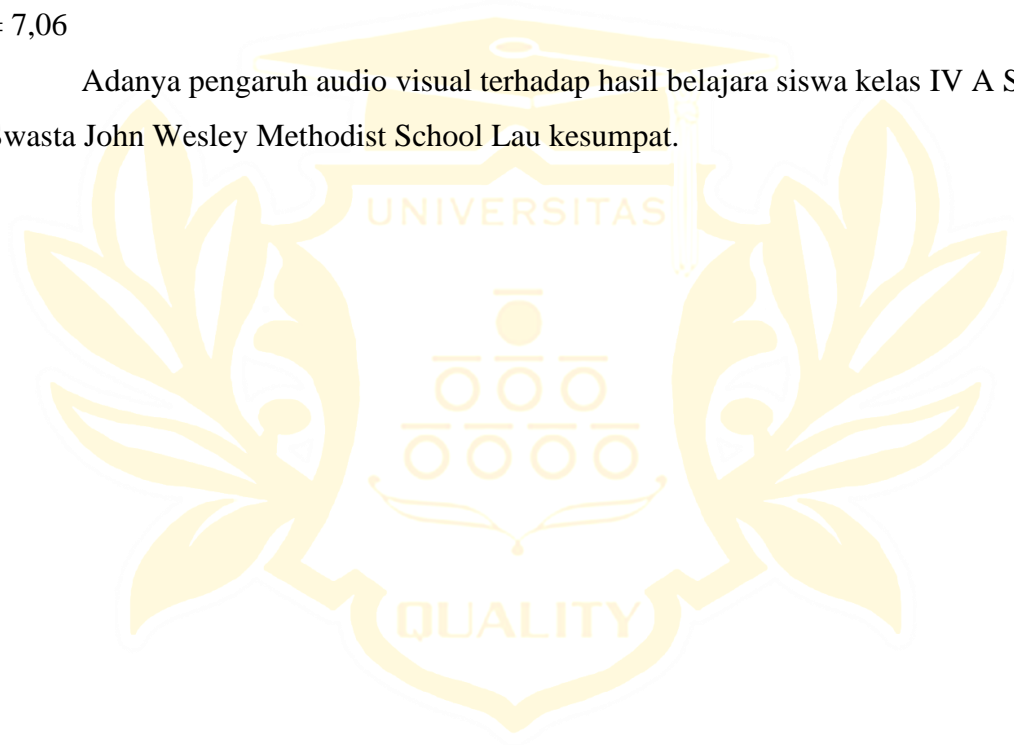 = 7,06
Adanya pengaruh audio visual terhadap hasil belajara siswa kelas IV A
John Wesley Methodist School Lau kesumpat.
UNIVERSITAS
QUALITY